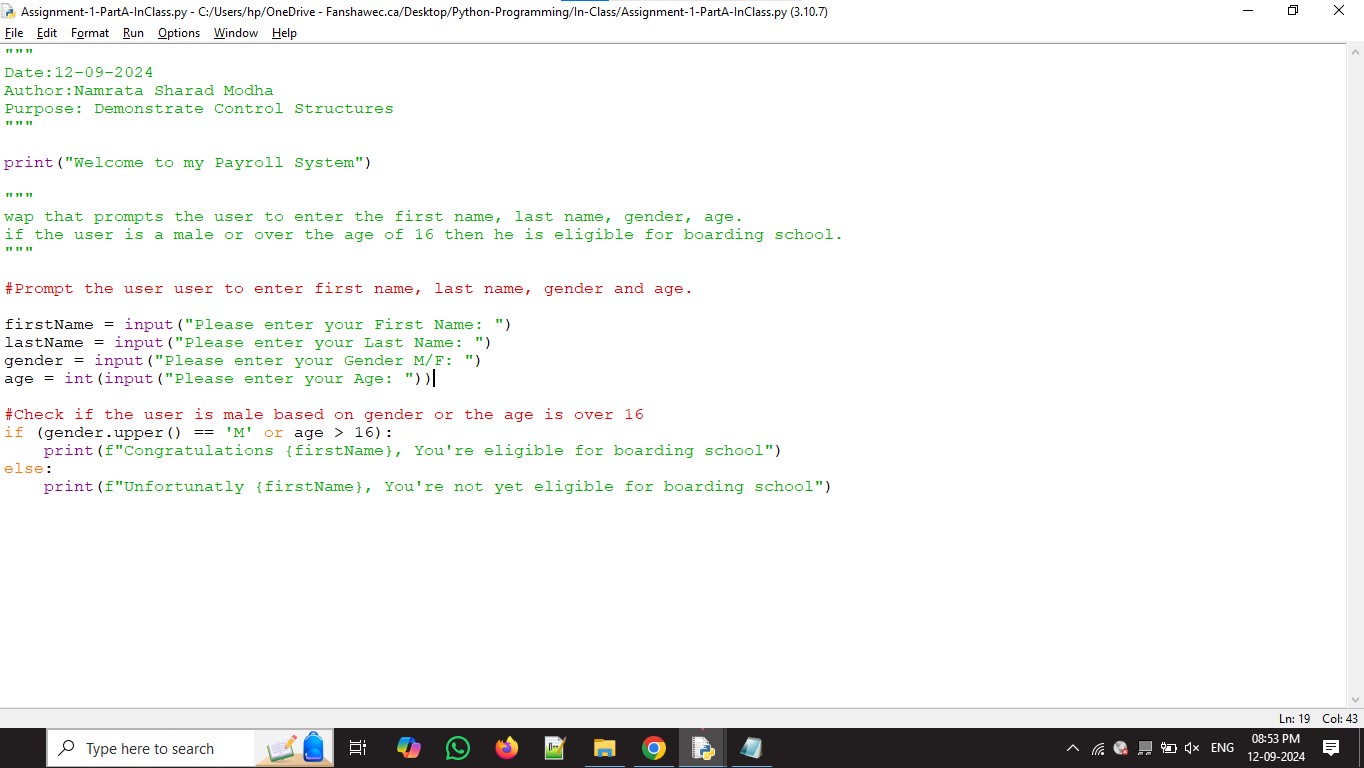 Assignment-1-PartA-InClass.py - C:/Users/hp/OneDrive - Fanshawec.ca/Desktop/Python-Programming/In-Class/Assignment-1-PartA-InClass.py (3.10.7)
File Edit Format Run Options Window Help
"""
Date:12-09-2024
Author:Namrata Sharad Modha
Purpose: Demonstrate Control Structures
"""
print("Welcome to my Payroll System")
"""
wap that prompts the user to enter the first name, last name, gender, age.
if the user is a male or over the age of 16 then he is eligible for boarding school.
"""
#Prompt the user user to enter first name, last name, gender and age.
firstName = input("Please enter your First Name: ")
lastName = input("Please enter your Last Name: ")
gender = input("Please enter your Gender M/F: ")
age = int(input("Please enter your Age: "))
#Check if the user is male based on gender or the age is over 16
if (gender.upper() == 'M' or age > 16):
    print(f"Congratulations {firstName}, You're eligible for boarding school")
else:
    print(f"Unfortunatly {firstName}, You're not yet eligible for boarding school")
Ln: 19 Col: 43
Type here to search
ENG
08:53 PM
12-09-2024